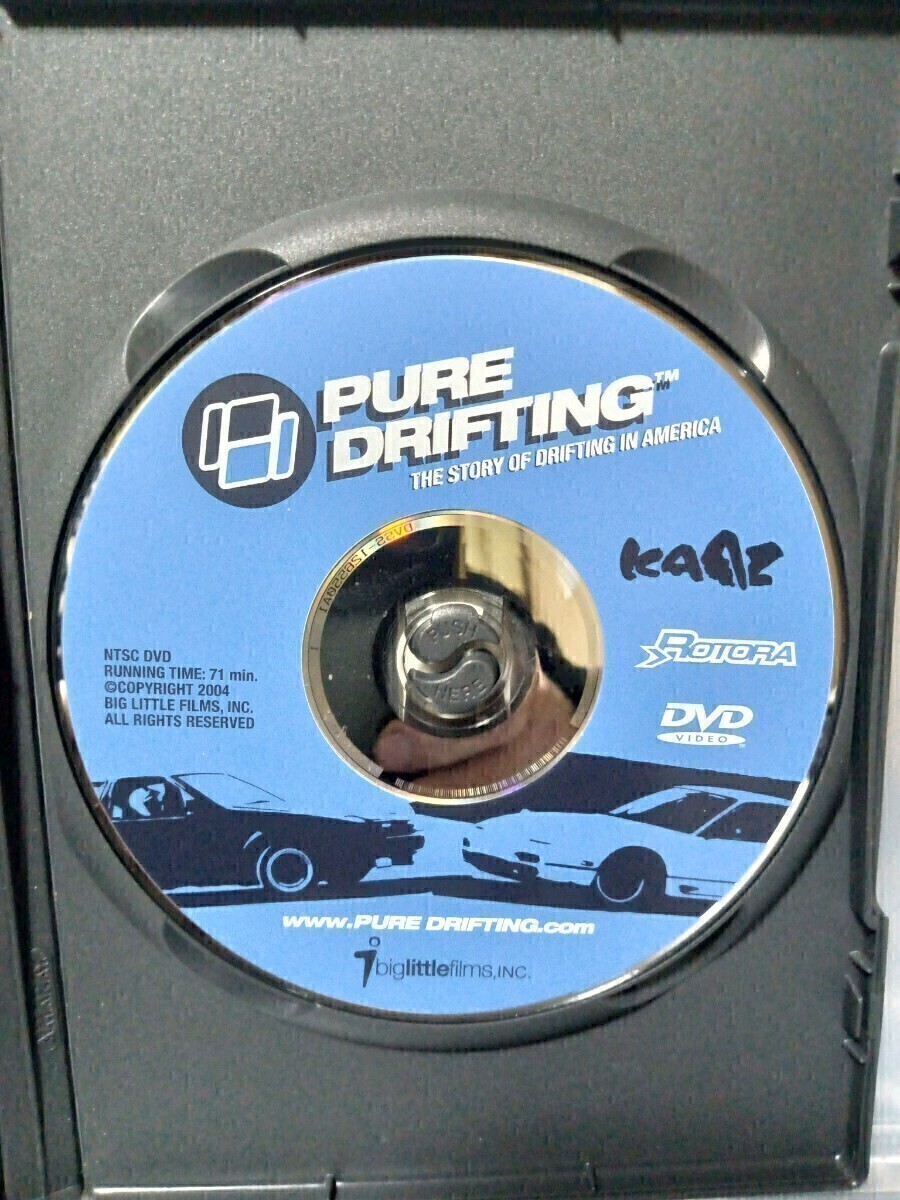 PURE
DRIFTING™
THE STORY OF DRIFTING IN AMERICA
KAAZ
ROTORA
DVD
VIDEO
NTSC DVD
RUNNING TIME: 71 min.
©COPYRIGHT 2004
BIG LITTLE FILMS, INC.
ALL RIGHTS RESERVED
PUSH
HERE
www.PURE DRIFTING.com
biglittlefilms, INC.